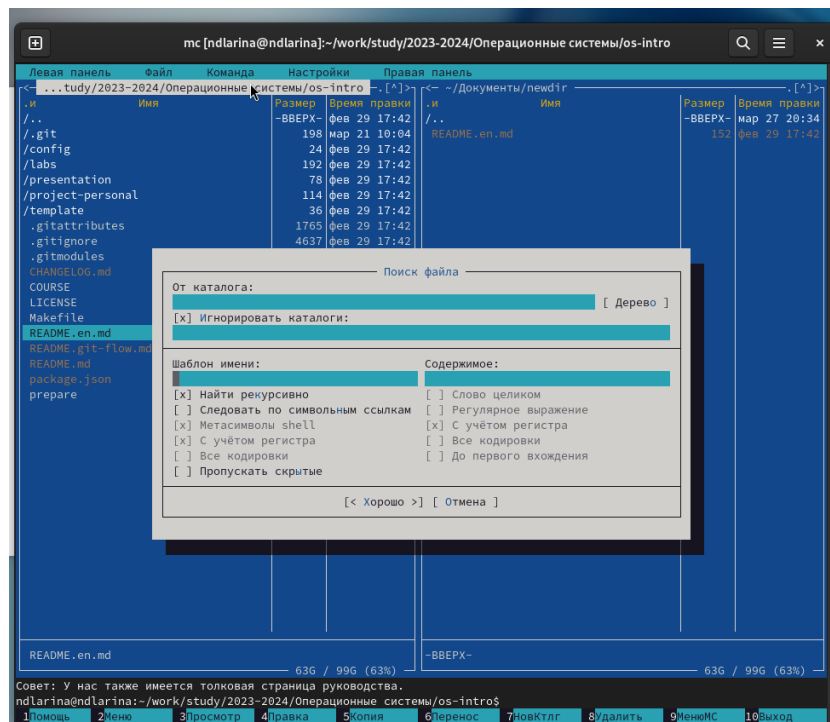 mc [ndlarina@ndlarina]:~/work/study/2023-2024/Операционные системы/os-intro
Левая панель Файл Команда Настройки Правая панель
<— ...tudy/2023-2024/Операционные системы/os-intro —.[^]>
.и Имя Размер Время правки
/.. -ВВЕРХ- фев 29 17:42
/.git 198 мар 21 10:04
/config 24 фев 29 17:42
/labs 192 фев 29 17:42
/presentation 78 фев 29 17:42
/project-personal 114 фев 29 17:42
/template 36 фев 29 17:42
.gitattributes 1765 фев 29 17:42
.gitignore 4637 фев 29 17:42
.gitmodules
CHANGELOG.md
COURSE
LICENSE
Makefile
README.en.md
README.git-flow.md
README.md
package.json
prepare
README.en.md
63G / 99G (63%)
<— ~/Документы/newdir —.[^]>
.и Имя Размер Время правки
/.. -ВВЕРХ- мар 27 20:34
README.en.md 152 фев 29 17:42
-ВВЕРХ-
63G / 99G (63%)
Поиск файла
От каталога:
[ Дерево ]
[x] Игнорировать каталоги:
Шаблон имени:
[x] Найти рекурсивно
[ ] Следовать по символьным ссылкам
[x] Метасимволы shell
[x] С учётом регистра
[ ] Все кодировки
[ ] Пропускать скрытые
Содержимое:
[ ] Слово целиком
[ ] Регулярное выражение
[x] С учётом регистра
[ ] Все кодировки
[ ] До первого вхождения
[< Хорошо >] [ Отмена ]
Совет: У нас также имеется толковая страница руководства.
ndlarina@ndlarina:~/work/study/2023-2024/Операционные системы/os-intro$
1Помощь 2Меню 3Просмотр 4Правка 5Копия 6Перенос 7НовКтлг 8Удалить 9МенюМС 10Выход